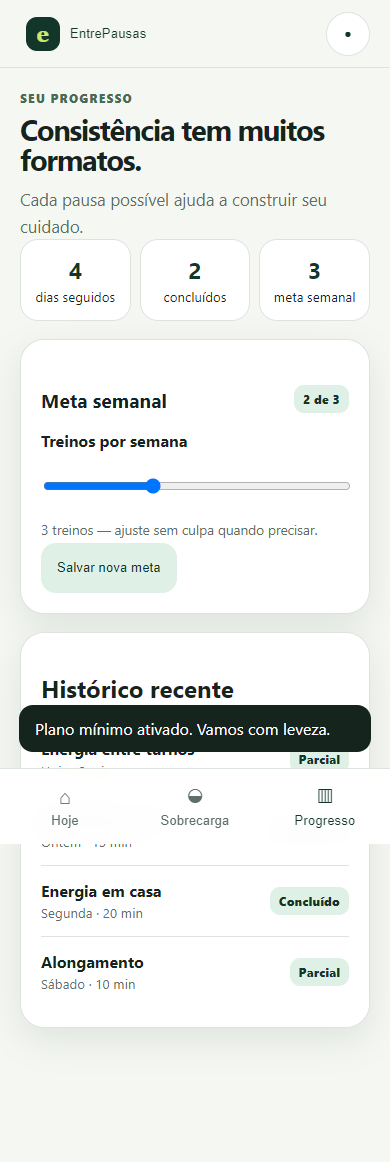 e EntrePausas
SEU PROGRESSO
Consistência tem muitos
formatos.
Cada pausa possível ajuda a construir seu
cuidado.
4
dias seguidos
2
concluídos
3
meta semanal
Meta semanal
2 de 3
Treinos por semana
3 treinos — ajuste sem culpa quando precisar.
Salvar nova meta
Histórico recente
Plano mínimo ativado. Vamos com leveza.
Energia entre turnos
Parcial
Hoje
Sobrecarga
Progresso
Energia em casa
Segunda · 20 min
Concluído
Alongamento
Sábado · 10 min
Parcial